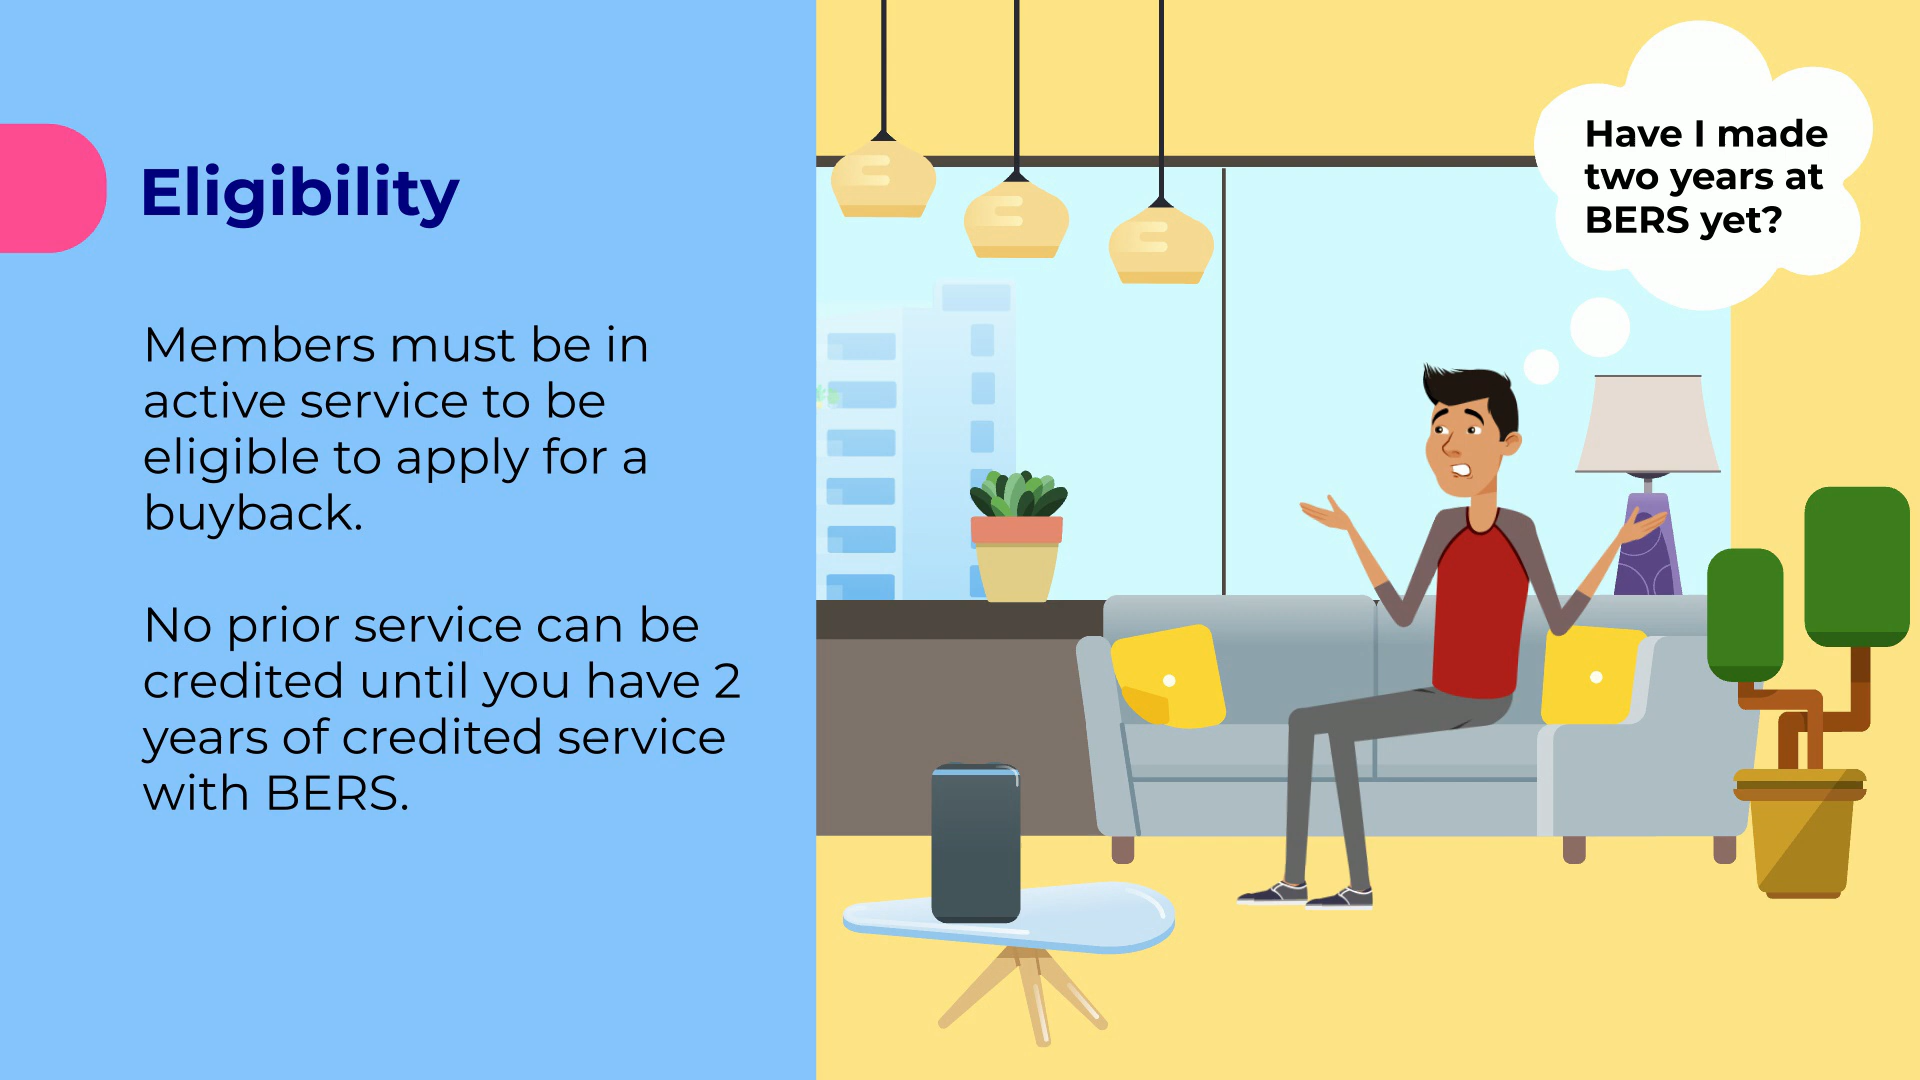 Eligibility
Members must be in
active service to be
eligible to apply for a
buyback.
No prior service can be
credited until you have 2
years of credited service
with BERS.
Have I made
two years at
BERS yet?